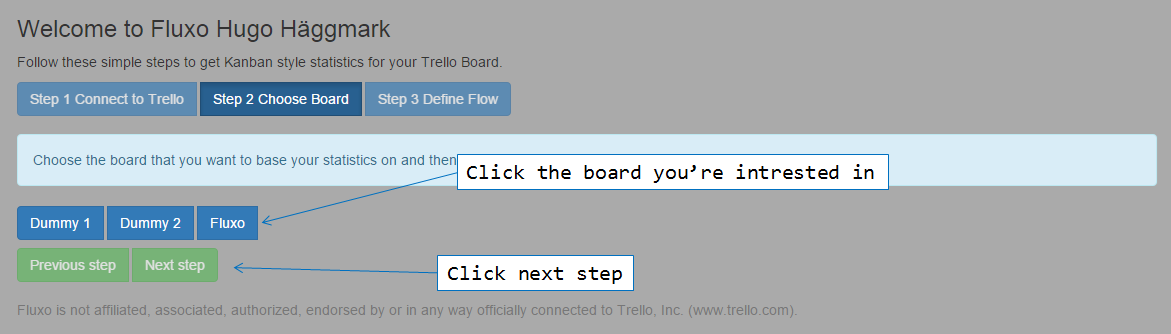 Welcome to Fluxo Hugo Häggmark
Follow these simple steps to get Kanban style statistics for your Trello Board.
Step 1 Connect to Trello Step 2 Choose Board Step 3 Define Flow
Choose the board that you want to base your statistics on and then
Click the board you’re intrested in
Dummy 1 Dummy 2 Fluxo
Previous step Next step
Click next step
Fluxo is not affiliated, associated, authorized, endorsed by or in any way officially connected to Trello, Inc. (www.trello.com).